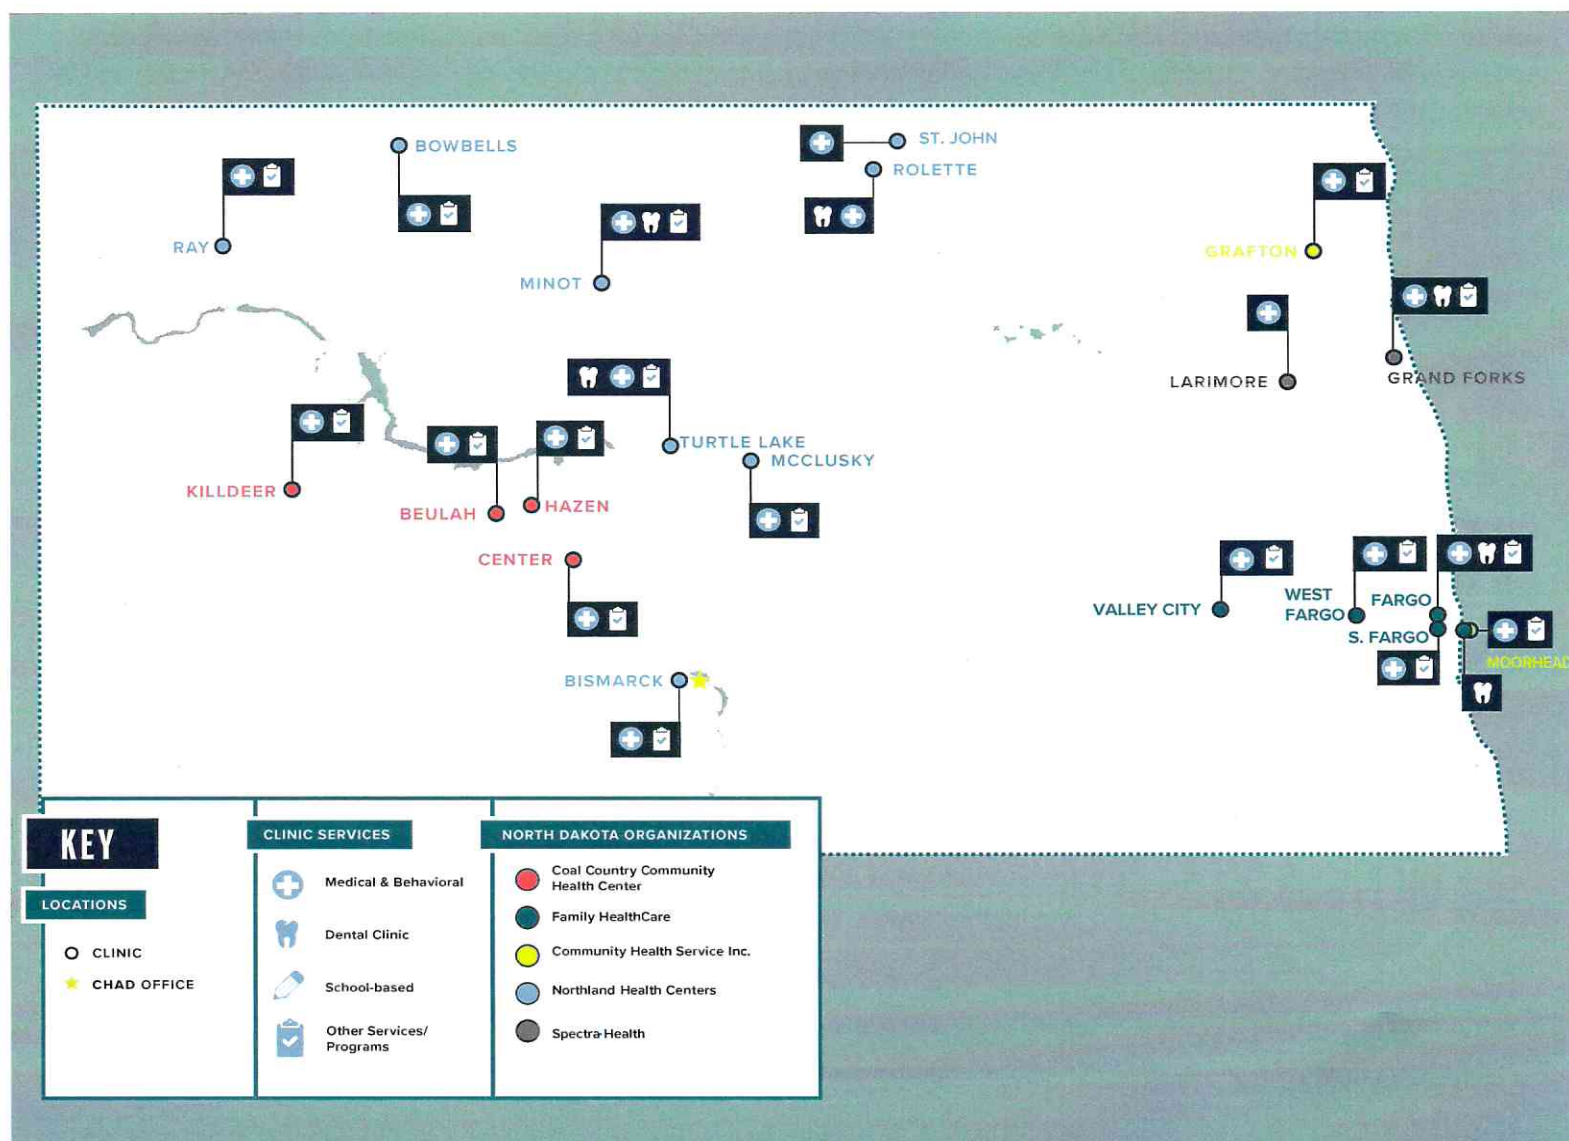 BOWBELLS
ST. JOHN
ROLETTE
RAY
MINOT
GRAFTON
LARIMORE
GRAND FORKS
TURTLE LAKE
MCCLUSKY
KILLDEER
BEULAH
HAZEN
CENTER
VALLEY CITY
WEST
FARGO
FARGO
S. FARGO
MOORHEAD
BISMARCK
KEY
LOCATIONS
CLINIC
CHAD OFFICE
CLINIC SERVICES
Medical & Behavioral
Dental Clinic
School-based
Other Services/
Programs
NORTH DAKOTA ORGANIZATIONS
Coal Country Community
Health Center
Family HealthCare
Community Health Service Inc.
Northland Health Centers
Spectra Health